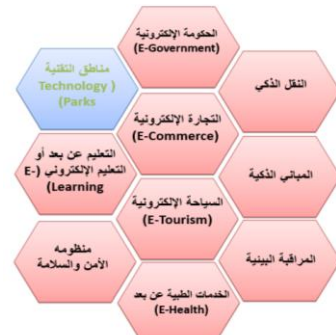 الحكومة الإلكترونية
(E-Government)
مناطق التقنية
Technology )
(Parks
النقل الذكي
التجارة الإلكترونية
(E-Commerce)
التعليم عن بعد أو
التعليم الإلكتروني (-E
(Learning
المباني الذكية
السياحة الإلكترونية
(E-Tourism)
منظومه
الأمن والسلامة
المراقبة البيئية
الخدمات الطبية عن بعد
(E-Health)